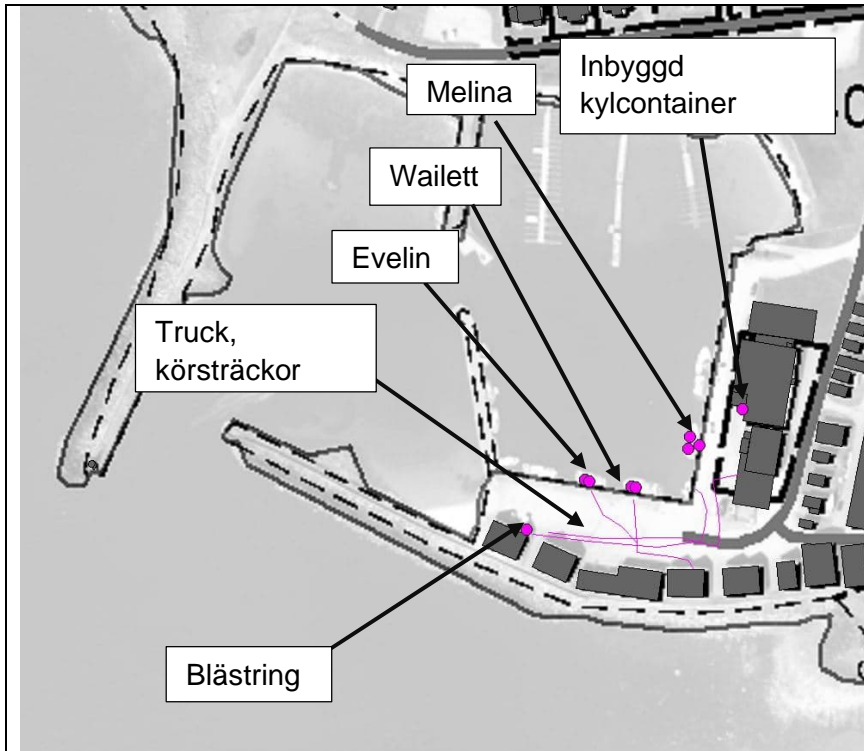 Inbyggd
kylcontainer
Melina
Wailett
Evelin
Truck,
körsträckor
Blästring